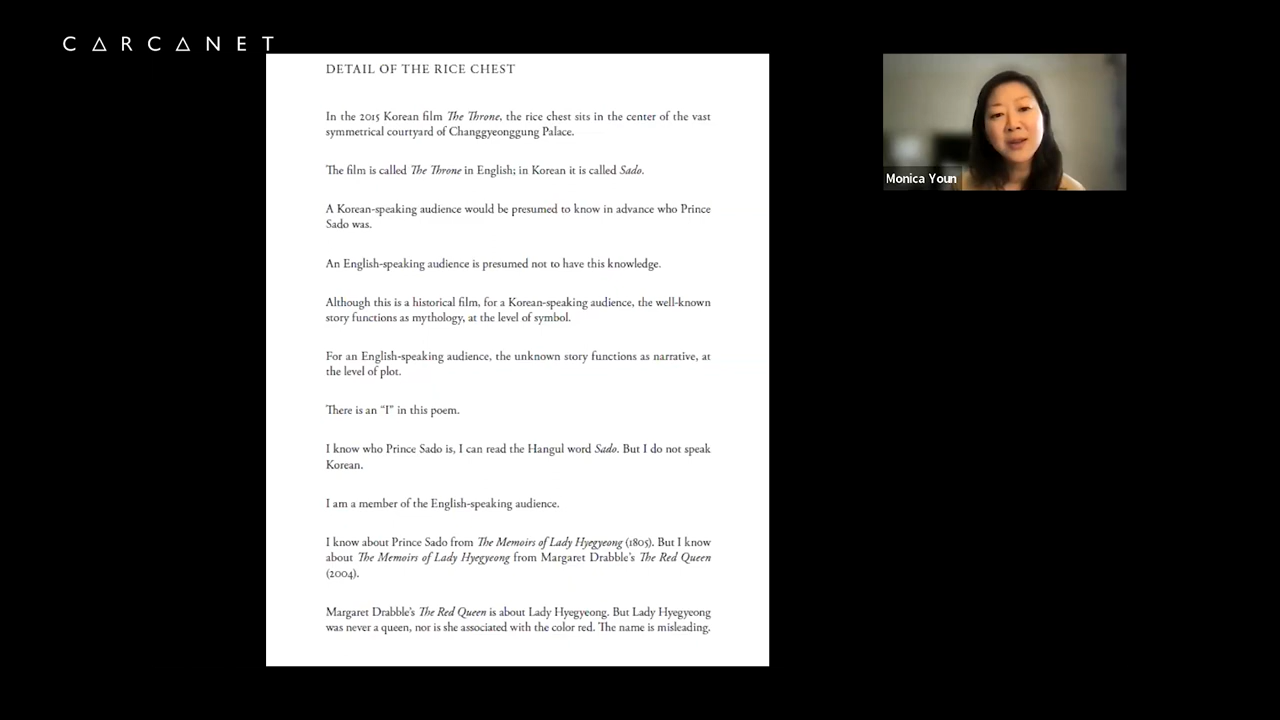 CARCANET
DETAIL OF THE RICE CHEST
In the 2015 Korean film The Throne, the rice chest sits in the center of the vast
symmetrical courtyard of Changgyeonggung Palace.
The film is called The Throne in English; in Korean it is called Sado.
A Korean-speaking audience would be presumed to know in advance who Prince
Sado was.
An English-speaking audience is presumed not to have this knowledge.
Although this is a historical film, for a Korean-speaking audience, the well-known
story functions as mythology, at the level of symbol.
For an English-speaking audience, the unknown story functions as narrative, at
the level of plot.
There is an “I” in this poem.
I know who Prince Sado is, I can read the Hangul word Sado. But I do not speak
Korean.
I am a member of the English-speaking audience.
I know about Prince Sado from The Memoirs of Lady Hyegyeong (1805). But I know
about The Memoirs of Lady Hyegyeong from Margaret Drabble’s The Red Queen
(2004).
Margaret Drabble’s The Red Queen is about Lady Hyegyeong. But Lady Hyegyeong
was never a queen, nor is she associated with the color red. The name is misleading.
Monica Youn